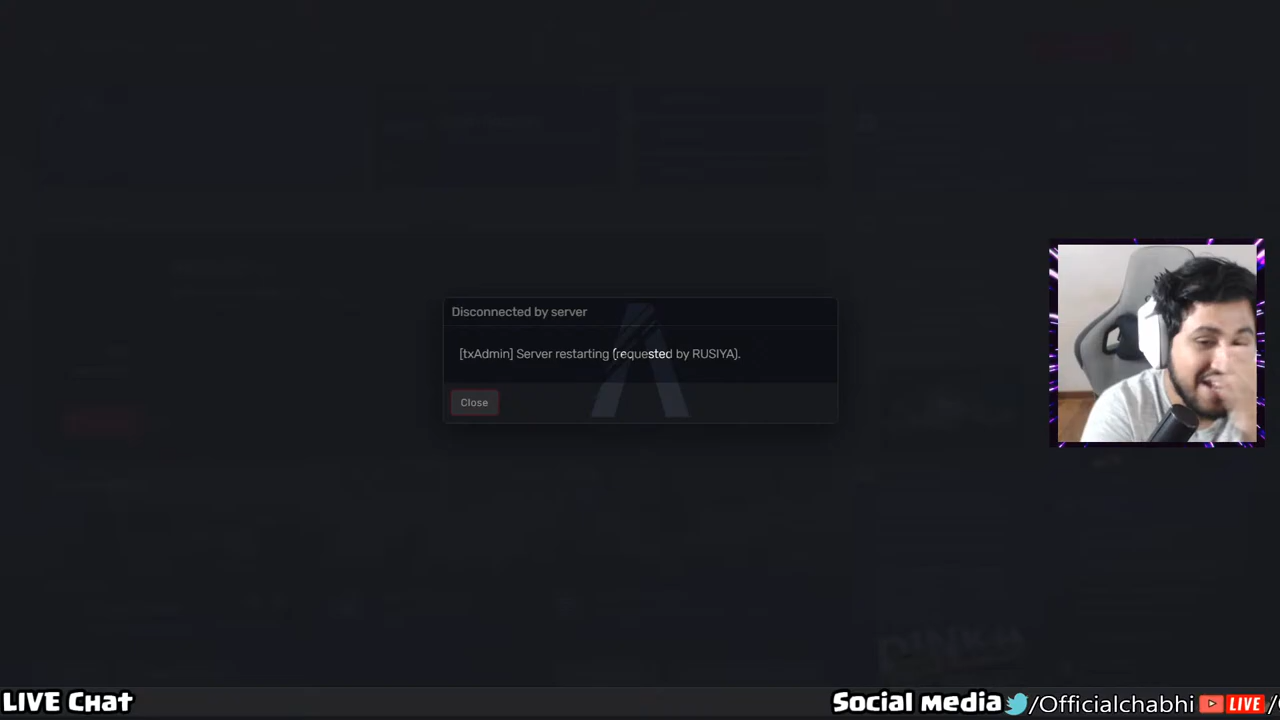 Disconnected by server
[txAdmin] Server restarting (requested by RUSIYA).
Close
LIVE Chat
Social Media /Officialchabhi LIVE